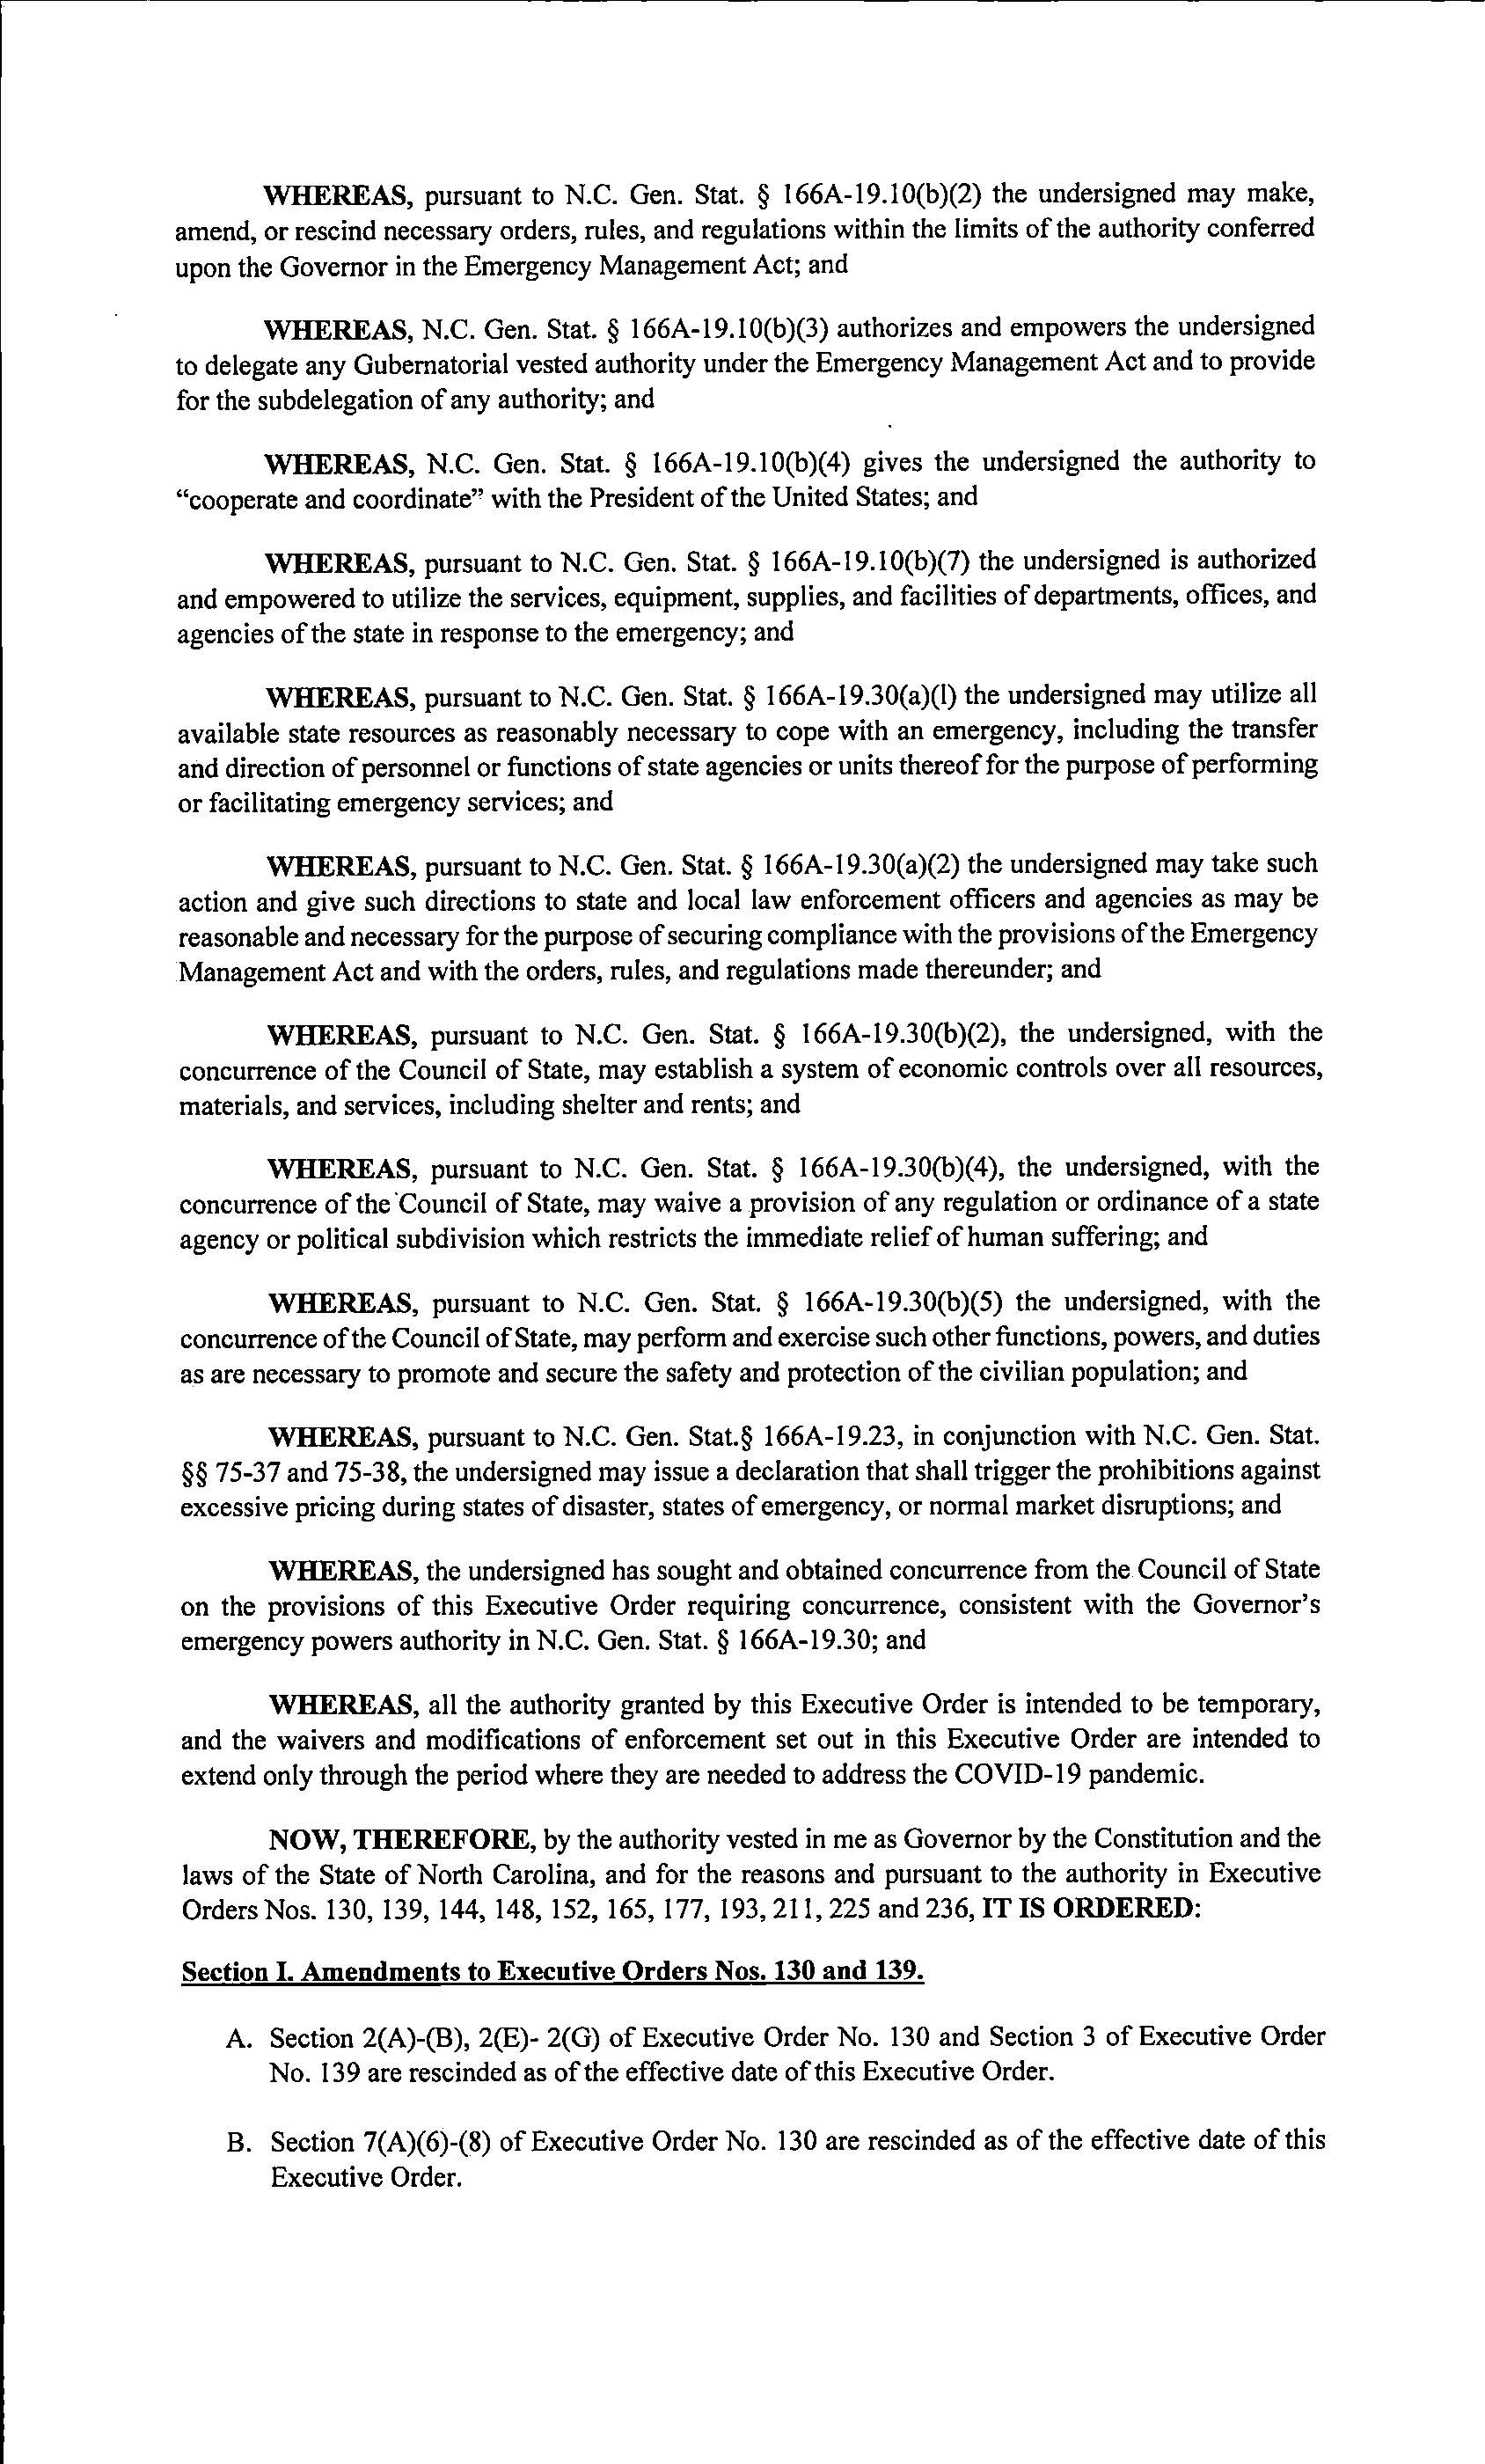 WHEREAS, pursuant to N.C. Gen. Stat. § 166A-19.10(b)(2) the undersigned may make,
amend, or rescind necessary orders, rules, and regulations within the limits of the authority conferred
upon the Governor in the Emergency Management Act; and
WHEREAS, N.C. Gen. Stat. § 166A-19.10(b)(3) authorizes and empowers the undersigned
to delegate any Gubernatorial vested authority under the Emergency Management Act and to provide
for the subdelegation of any authority; and
WHEREAS, N.C. Gen. Stat. § 166A-19.10(b)(4) gives the undersigned the authority to
“cooperate and coordinate” with the President of the United States; and
WHEREAS, pursuant to N.C. Gen. Stat. § 166A-19.10(b)(7) the undersigned is authorized
and empowered to utilize the services, equipment, supplies, and facilities of departments, offices, and
agencies of the state in response to the emergency; and
WHEREAS, pursuant to N.C. Gen. Stat. § 166A-19.30(a)(l) the undersigned may utilize all
available state resources as reasonably necessary to cope with an emergency, including the transfer
and direction of personnel or functions of state agencies or units thereof for the purpose of performing
or facilitating emergency services; and
WHEREAS, pursuant to N.C. Gen. Stat. § 166A-19.30(a)(2) the undersigned may take such
action and give such directions to state and local law enforcement officers and agencies as may be
reasonable and necessary for the purpose of securing compliance with the provisions of the Emergency
Management Act and with the orders, rules, and regulations made thereunder; and
WHEREAS, pursuant to N.C. Gen. Stat. § 166A-19.30(b)(2), the undersigned, with the
concurrence of the Council of State, may establish a system of economic controls over all resources,
materials, and services, including shelter and rents; and
WHEREAS, pursuant to N.C. Gen. Stat. § 166A-19.30(b)(4), the undersigned, with the
concurrence of the Council of State, may waive a provision of any regulation or ordinance of a state
agency or political subdivision which restricts the immediate relief of human suffering; and
WHEREAS, pursuant to N.C. Gen. Stat. § 166A-19.30(b)(5) the undersigned, with the
concurrence of the Council of State, may perform and exercise such other functions, powers, and duties
as are necessary to promote and secure the safety and protection of the civilian population; and
WHEREAS, pursuant to N.C. Gen. Stat.§ 166A-19.23, in conjunction with N.C. Gen. Stat.
§§ 75-37 and 75-38, the undersigned may issue a declaration that shall trigger the prohibitions against
excessive pricing during states of disaster, states of emergency, or normal market disruptions; and
WHEREAS, the undersigned has sought and obtained concurrence from the Council of State
on the provisions of this Executive Order requiring concurrence, consistent with the Governor’s
emergency powers authority in N.C. Gen. Stat. § 166A-19.30; and
WHEREAS, all the authority granted by this Executive Order is intended to be temporary,
and the waivers and modifications of enforcement set out in this Executive Order are intended to
extend only through the period where they are needed to address the COVID-19 pandemic.
NOW, THEREFORE, by the authority vested in me as Governor by the Constitution and the
laws of the State of North Carolina, and for the reasons and pursuant to the authority in Executive
Orders Nos. 130, 139, 144, 148, 152, 165, 177, 193, 211, 225 and 236, IT IS ORDERED:
Section I. Amendments to Executive Orders Nos. 130 and 139.
A. Section 2(A)-(B), 2(E)- 2(G) of Executive Order No. 130 and Section 3 of Executive Order
No. 139 are rescinded as of the effective date of this Executive Order.
B. Section 7(A)(6)-(8) of Executive Order No. 130 are rescinded as of the effective date of this
Executive Order.